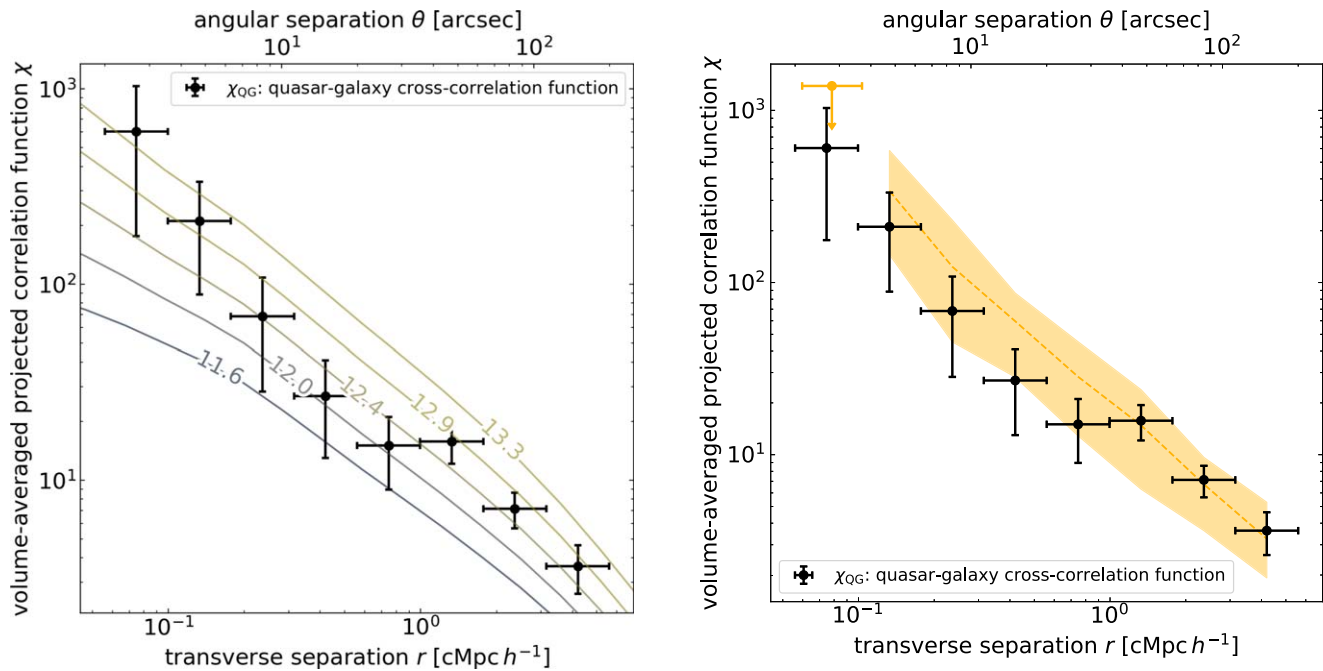 angular separation θ [arcsec]
10¹ 10²
volume-averaged projected correlation function χ
10³
10²
10¹
χQG: quasar-galaxy cross-correlation function
11.6
12.0
12.4
12.9
13.3
10⁻¹ 10⁰
transverse separation r [cMpc h⁻¹]
angular separation θ [arcsec]
10¹ 10²
volume-averaged projected correlation function χ
10³
10²
10¹
χQG: quasar-galaxy cross-correlation function
10⁻¹ 10⁰
transverse separation r [cMpc h⁻¹]